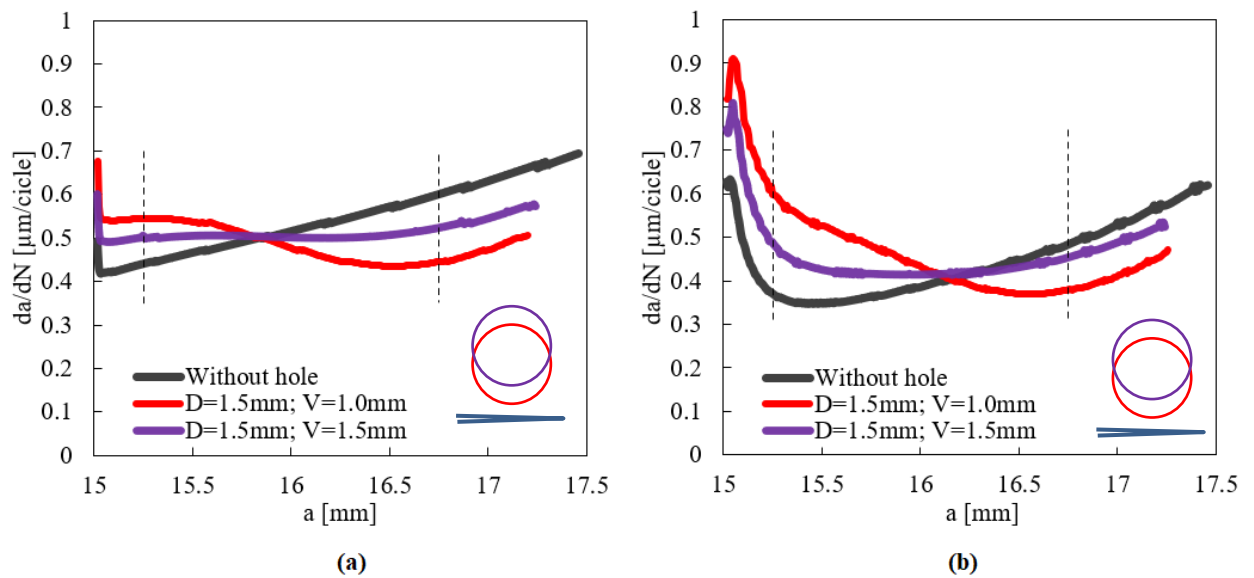 1
0.9
0.8
0.7
0.6
0.5
0.4
0.3
0.2
0.1
0
da/dN [µm/cicle]
Without hole
D=1.5mm; V=1.0mm
D=1.5mm; V=1.5mm
15 15.5 16 16.5 17 17.5
a [mm]
(a)
1
0.9
0.8
0.7
0.6
0.5
0.4
0.3
0.2
0.1
0
da/dN [µm/cicle]
Without hole
D=1.5mm; V=1.0mm
D=1.5mm; V=1.5mm
15 15.5 16 16.5 17 17.5
a [mm]
(b)